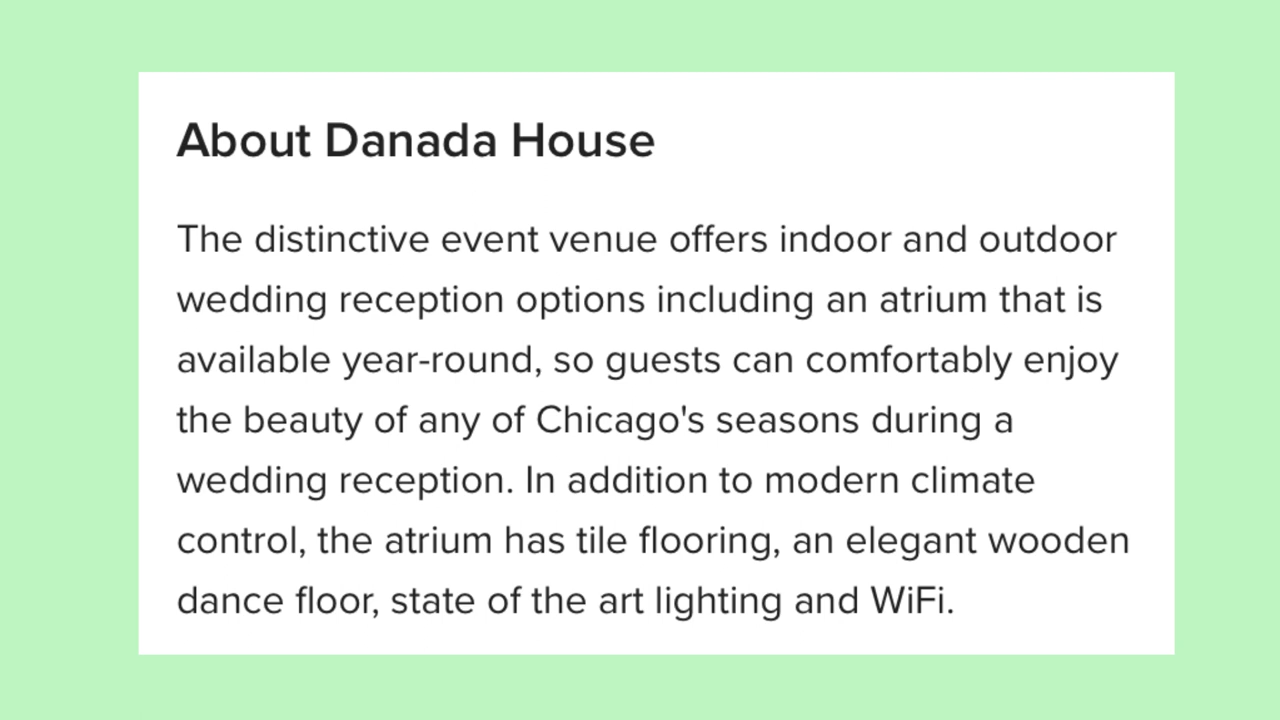 About Danada House
The distinctive event venue offers indoor and outdoor
wedding reception options including an atrium that is
available year-round, so guests can comfortably enjoy
the beauty of any of Chicago's seasons during a
wedding reception. In addition to modern climate
control, the atrium has tile flooring, an elegant wooden
dance floor, state of the art lighting and WiFi.